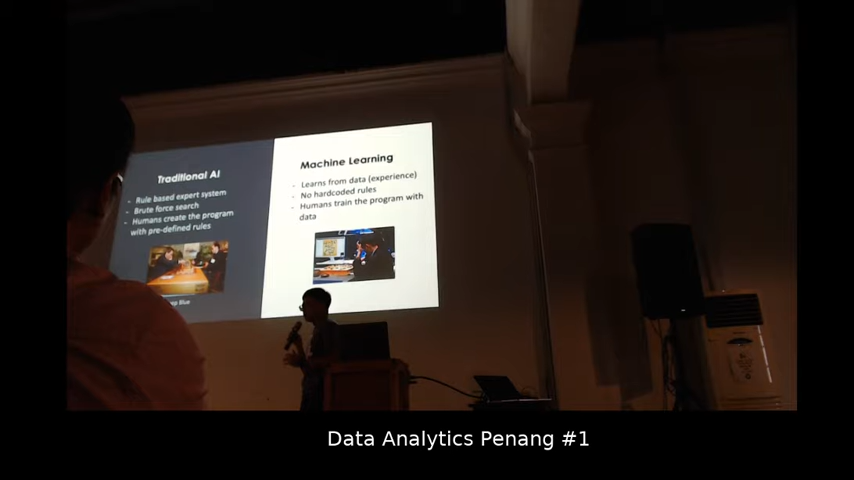 Traditional AI
- Rule based expert system
- Brute force search
- Humans create the program
with pre-defined rules
Blue
Machine Learning
- Learns from data (experience)
- No hardcoded rules
- Humans train the program with
data
Data Analytics Penang #1